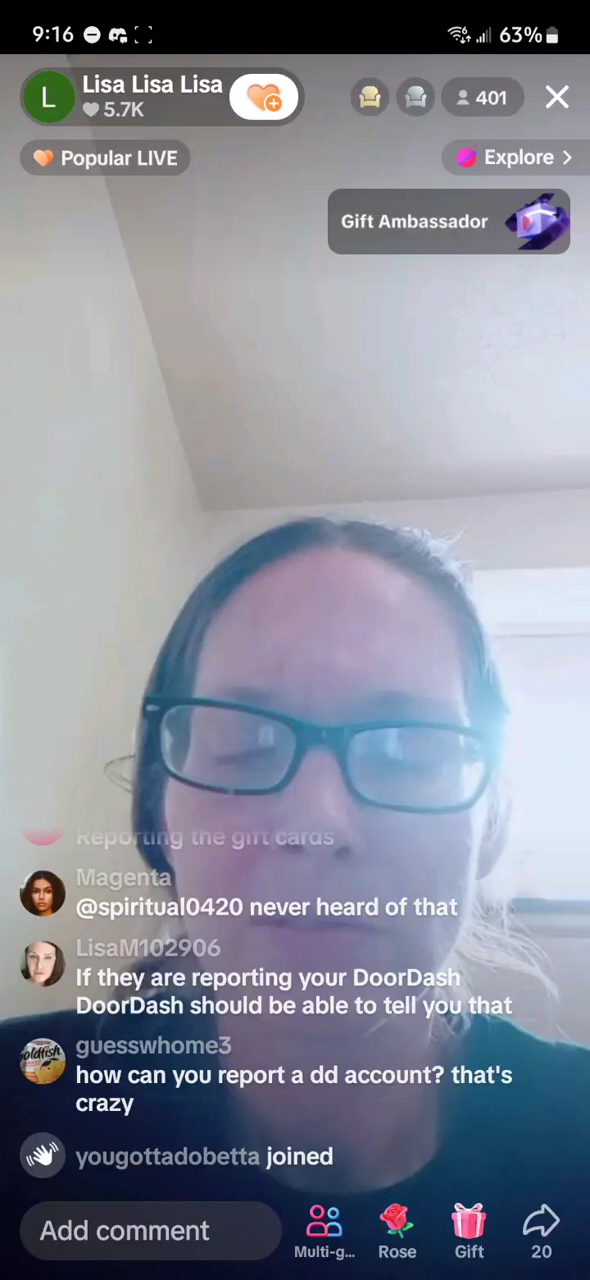 9:16
63%
L
Lisa Lisa Lisa
5.7K
401
Popular LIVE
Explore
Gift Ambassador
Reporting the gift cards
Magenta
@spiritual0420 never heard of that
LisaM102906
If they are reporting your DoorDash
DoorDash should be able to tell you that
guesswhome3
how can you report a dd account? that's
crazy
yougottadobetta joined
Add comment
Multi-g...
Rose
Gift
20